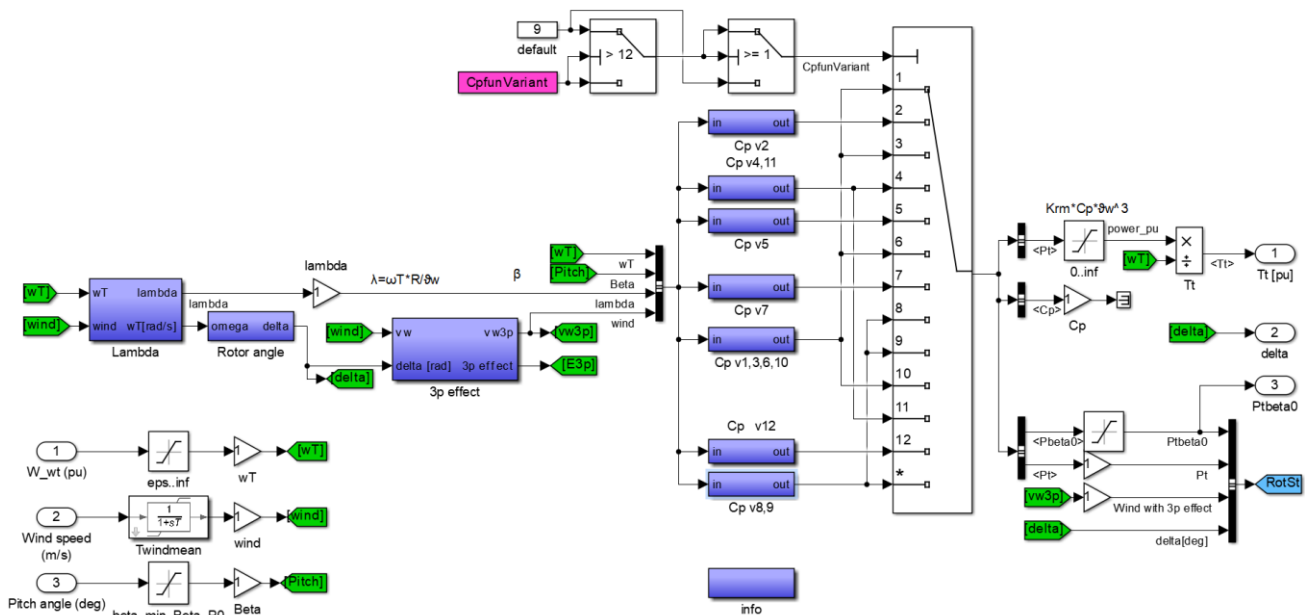 9
default
> 12
>= 1
CpfunVariant
CpfunVariant
1
2
3
4
5
6
7
8
9
10
11
12
*
in out
Cp v2
Cp v4,11
in out
in out
Cp v5
in out
Cp v7
in out
Cp v1,3,6,10
in out
Cp v12
in out
Cp v8,9
info
[wT]
[wind]
wT lambda
wind wT[rad/s]
Lambda
lambda
omega delta
Rotor angle
[delta]
lambda
1
λ=ωT*R/ϑw
β
[wT]
[Pitch]
wT
Beta
lambda
wind
[wind]
vw vw3p
delta [rad] 3p effect
3p effect
[vw3p]
[E3p]
Krm*Cp*ϑw^3
<Pt>
0..inf
power_pu
[wT]
×
÷
Tt
<Tt>
1
Tt [pu]
<Cp>
1
Cp
[delta]
2
delta
3
Ptbeta0
<Pbeta0>
Ptbeta0
<Pt>
1
Pt
[vw3p]
1
Wind with 3p effect
[delta]
delta[deg]
RotSt
1
W_wt (pu)
eps..inf
1
wT
[wT]
2
Wind speed
(m/s)
1
1+sT
Twindmean
1
wind
[wind]
3
Pitch angle (deg)
1
Beta
[Pitch]